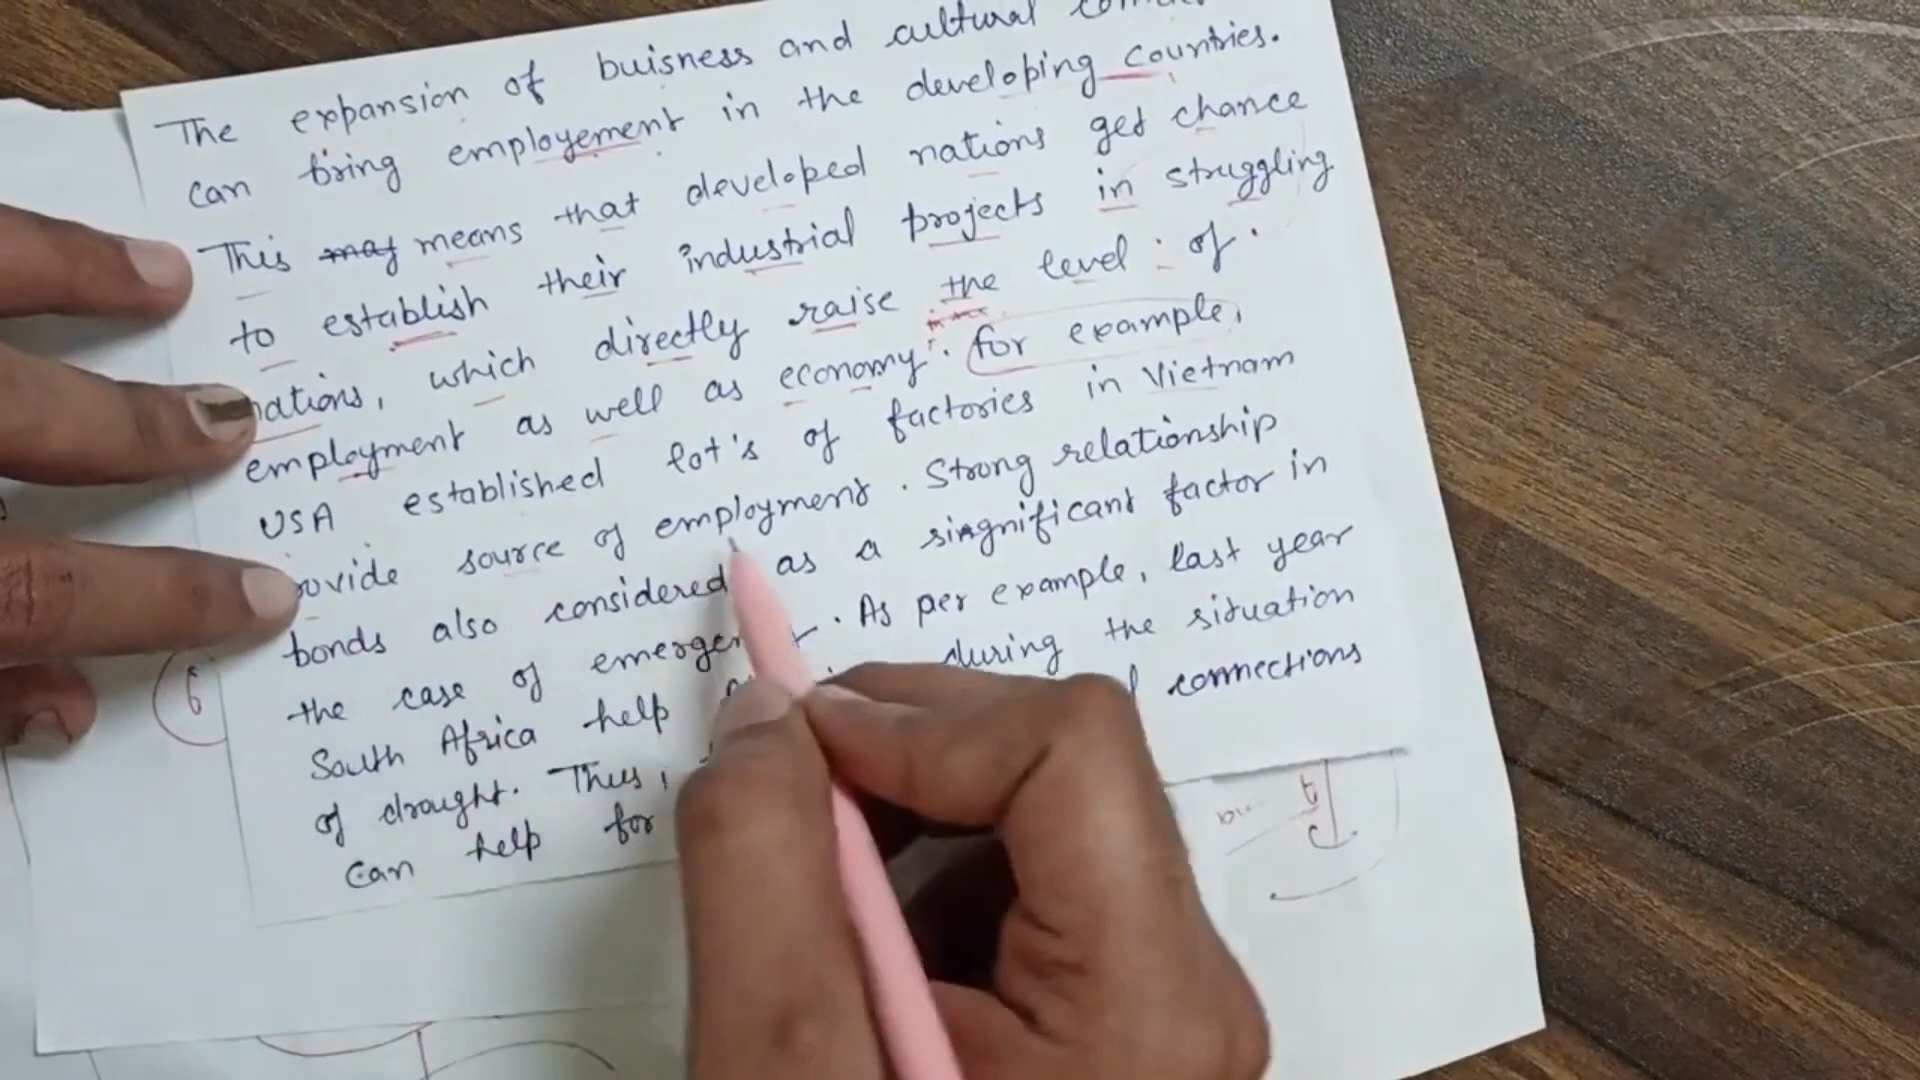 The expansion of buisness and cultural
can bring employement in the developing countries.
This means that developed nations get chance
to establish their industrial projects in struggling
nations, which directly raise the level of
employment as well as economy. for example,
USA established lot's of factories in Vietnam
provide source of employment. Strong relationship
bonds also considered as a singnificant factor in
the case of . As per example, last year
South Africa help during the situation
of draught. Thus, connections
can help for
6